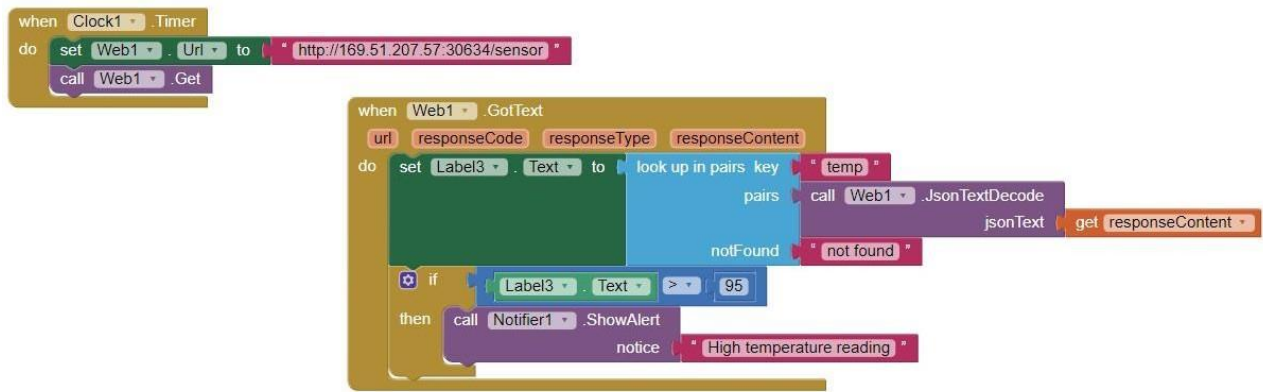 when Clock1 .Timer
do set Web1 . Url to " http://169.51.207.57:30634/sensor "
call Web1 .Get
when Web1 .GotText
url responseCode responseType responseContent
do set Label3 . Text to look up in pairs key " temp "
pairs call Web1 .JsonTextDecode
jsonText get responseContent
notFound " not found "
if Label3 . Text > 95
then call Notifier1 .ShowAlert
notice " High temperature reading "